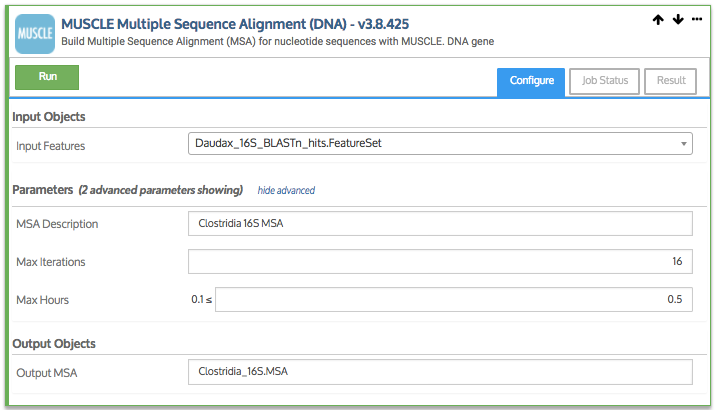 MUSCLE
MUSCLE Multiple Sequence Alignment (DNA) - v3.8.425
Build Multiple Sequence Alignment (MSA) for nucleotide sequences with MUSCLE. DNA gene
Run
Configure
Job Status
Result
Input Objects
Input Features
Daudax_16S_BLASTn_hits.FeatureSet
Parameters (2 advanced parameters showing) hide advanced
MSA Description
Clostridia 16S MSA
Max Iterations
16
Max Hours
0.1 ≤
0.5
Output Objects
Output MSA
Clostridia_16S.MSA